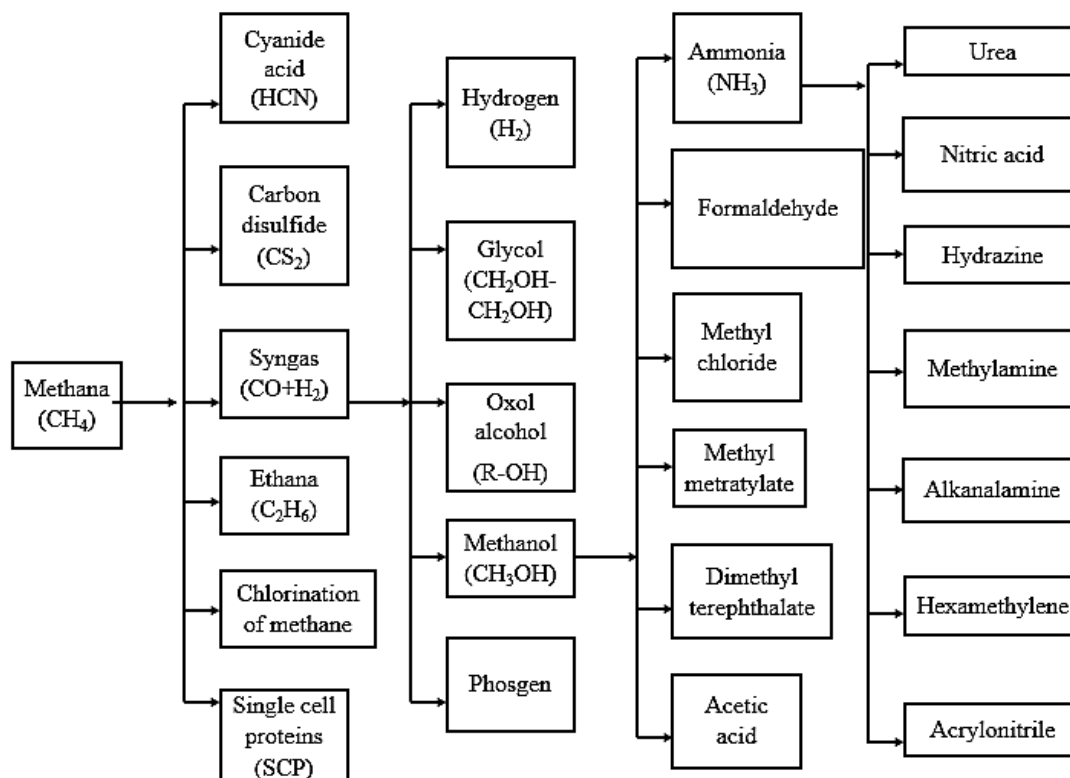 Methana
(CH₄)
Cyanide
acid
(HCN)
Carbon
disulfide
(CS₂)
Syngas
(CO+H₂)
Ethana
(C₂H₆)
Chlorination
of methane
Single cell
proteins
(SCP)
Hydrogen
(H₂)
Glycol
(CH₂OH-
CH₂OH)
Oxol
alcohol
(R-OH)
Methanol
(CH₃OH)
Phosgen
Ammonia
(NH₃)
Formaldehyde
Methyl
chloride
Methyl
metratylate
Dimethyl
terephthalate
Acetic
acid
Urea
Nitric acid
Hydrazine
Methylamine
Alkanalamine
Hexamethylene
Acrylonitrile